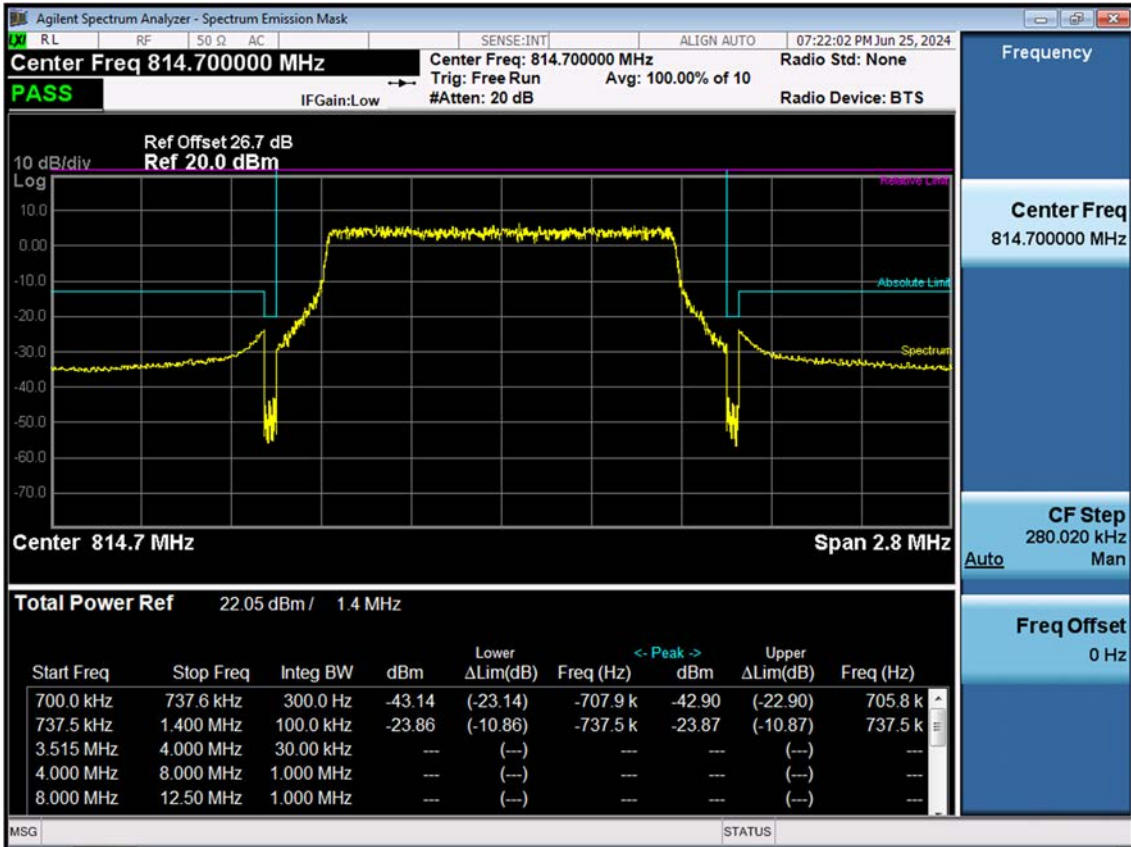 Agilent Spectrum Analyzer - Spectrum Emission Mask
LXI RL RF 50 Ω AC SENSE:INT ALIGN AUTO 07:22:02 PM Jun 25, 2024
Center Freq 814.700000 MHz Center Freq: 814.700000 MHz Radio Std: None
Trig: Free Run Avg: 100.00% of 10
PASS IFGain:Low #Atten: 20 dB Radio Device: BTS
Frequency
Ref Offset 26.7 dB
10 dB/div Ref 20.0 dBm
Log
Relative Limit
10.0
0.00
-10.0
Absolute Limit
-20.0
-30.0
Spectrum
-40.0
-50.0
-60.0
-70.0
Center 814.7 MHz Span 2.8 MHz
Center Freq
814.700000 MHz
CF Step
280.020 kHz
Auto Man
Freq Offset
0 Hz
Total Power Ref 22.05 dBm / 1.4 MHz
Lower <- Peak -> Upper
Start Freq Stop Freq Integ BW dBm ΔLim(dB) Freq (Hz) dBm ΔLim(dB) Freq (Hz)
700.0 kHz 737.6 kHz 300.0 Hz -43.14 (-23.14) -707.9 k -42.90 (-22.90) 705.8 k
737.5 kHz 1.400 MHz 100.0 kHz -23.86 (-10.86) -737.5 k -23.87 (-10.87) 737.5 k
3.515 MHz 4.000 MHz 30.00 kHz --- (---) --- --- (---) ---
4.000 MHz 8.000 MHz 1.000 MHz --- (---) --- --- (---) ---
8.000 MHz 12.50 MHz 1.000 MHz --- (---) --- --- (---) ---
MSG STATUS